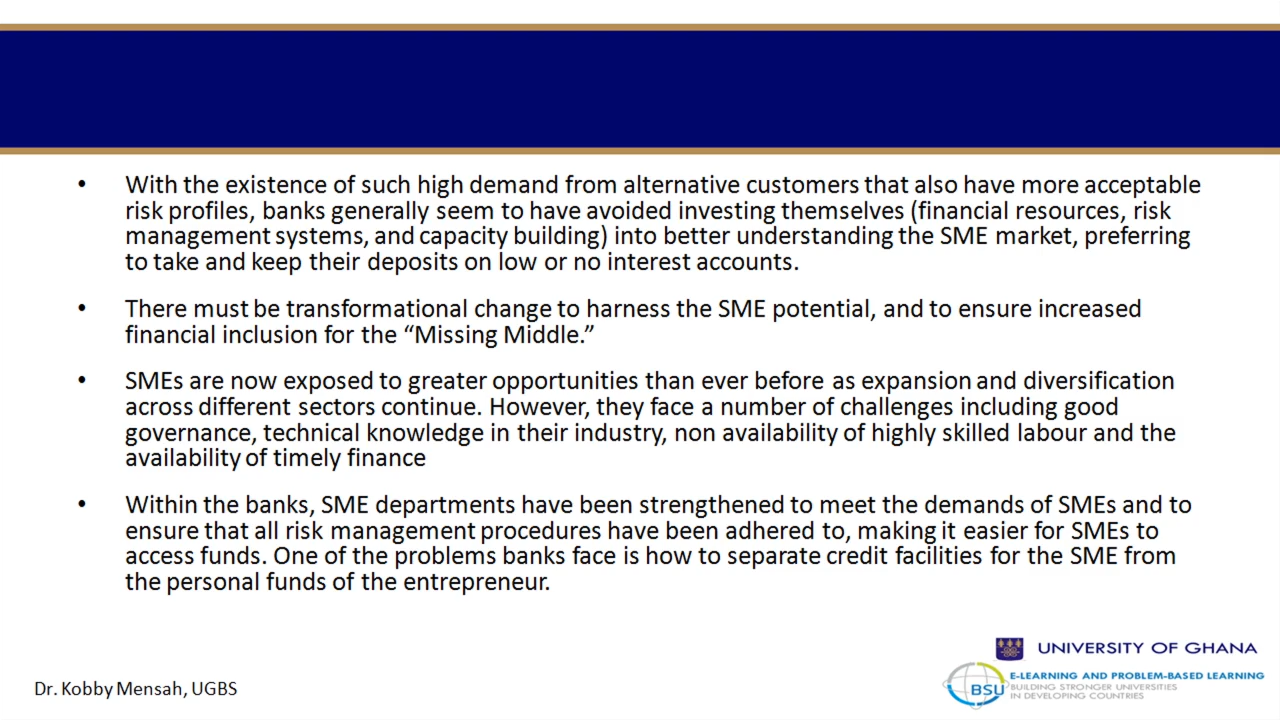 • With the existence of such high demand from alternative customers that also have more acceptable
risk profiles, banks generally seem to have avoided investing themselves (financial resources, risk
management systems, and capacity building) into better understanding the SME market, preferring
to take and keep their deposits on low or no interest accounts.
• There must be transformational change to harness the SME potential, and to ensure increased
financial inclusion for the “Missing Middle.”
• SMEs are now exposed to greater opportunities than ever before as expansion and diversification
across different sectors continue. However, they face a number of challenges including good
governance, technical knowledge in their industry, non availability of highly skilled labour and the
availability of timely finance
• Within the banks, SME departments have been strengthened to meet the demands of SMEs and to
ensure that all risk management procedures have been adhered to, making it easier for SMEs to
access funds. One of the problems banks face is how to separate credit facilities for the SME from
the personal funds of the entrepreneur.
UNIVERSITY OF GHANA
Dr. Kobby Mensah, UGBS
BSU
E-LEARNING AND PROBLEM-BASED LEARNING
BUILDING STRONGER UNIVERSITIES
IN DEVELOPING COUNTRIES